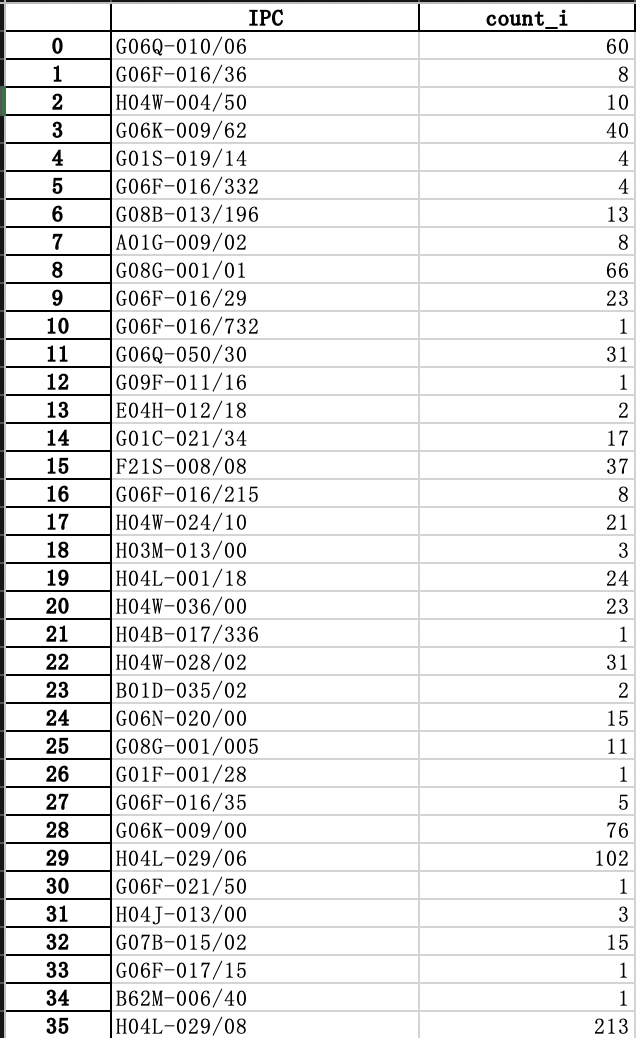 IPC count_i
0 G06Q-010/06 60
1 G06F-016/36 8
2 H04W-004/50 10
3 G06K-009/62 40
4 G01S-019/14 4
5 G06F-016/332 4
6 G08B-013/196 13
7 A01G-009/02 8
8 G08G-001/01 66
9 G06F-016/29 23
10 G06F-016/732 1
11 G06Q-050/30 31
12 G09F-011/16 1
13 E04H-012/18 2
14 G01C-021/34 17
15 F21S-008/08 37
16 G06F-016/215 8
17 H04W-024/10 21
18 H03M-013/00 3
19 H04L-001/18 24
20 H04W-036/00 23
21 H04B-017/336 1
22 H04W-028/02 31
23 B01D-035/02 2
24 G06N-020/00 15
25 G08G-001/005 11
26 G01F-001/28 1
27 G06F-016/35 5
28 G06K-009/00 76
29 H04L-029/06 102
30 G06F-021/50 1
31 H04J-013/00 3
32 G07B-015/02 15
33 G06F-017/15 1
34 B62M-006/40 1
35 H04L-029/08 213